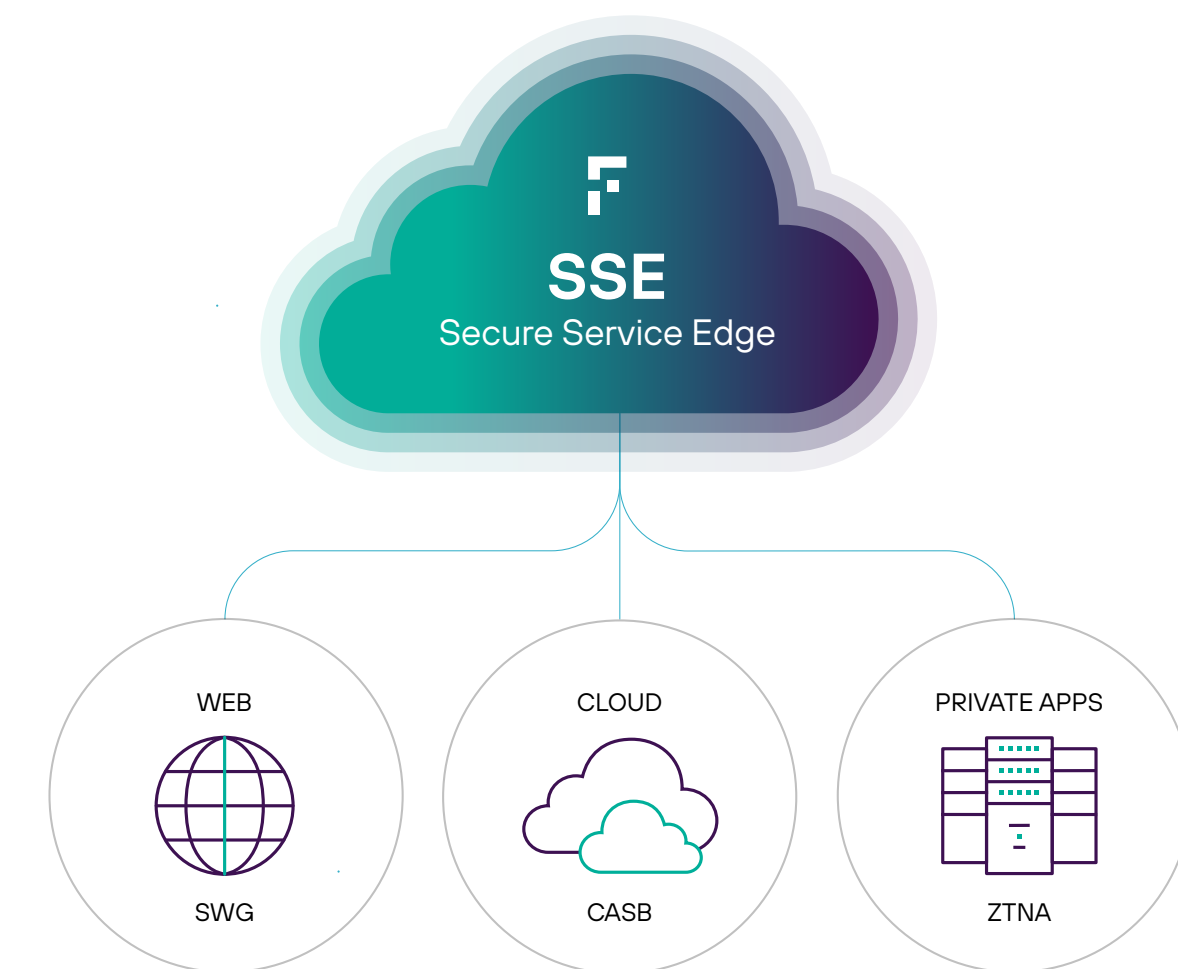 SSE
Secure Service Edge
WEB
CLOUD
PRIVATE APPS
SWG
CASB
ZTNA